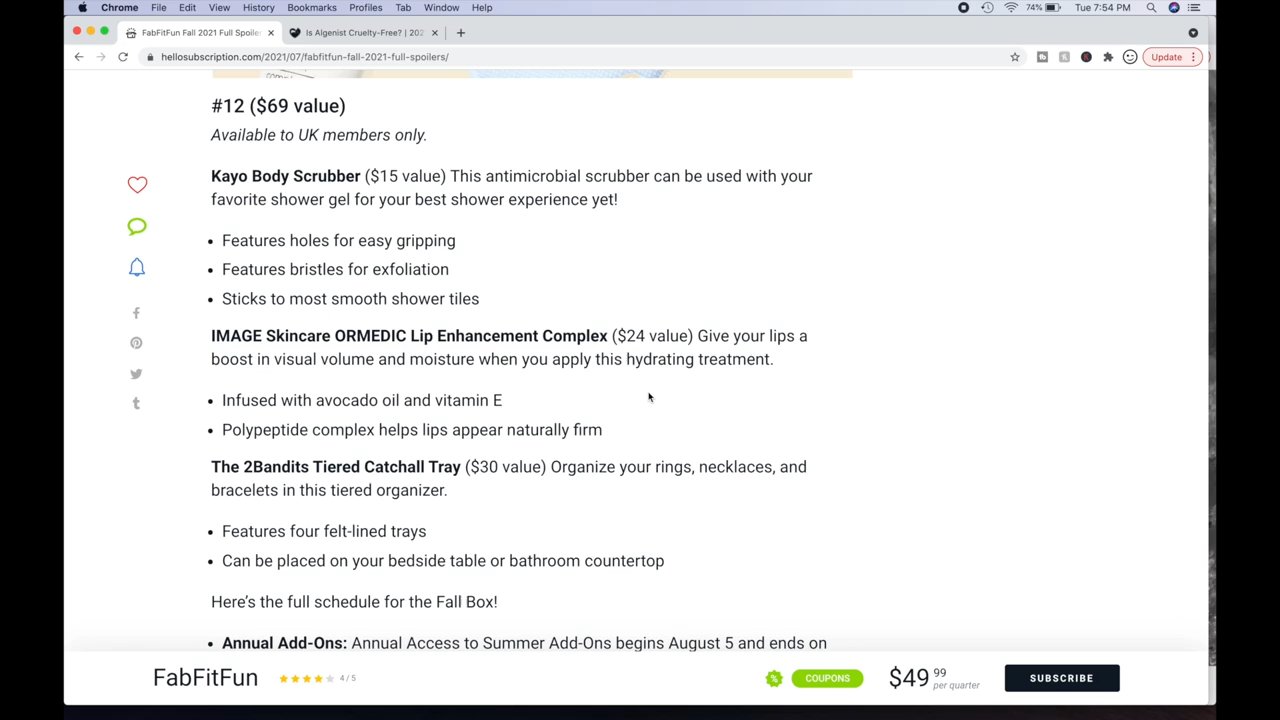 Chrome File Edit View History Bookmarks Profiles Tab Window Help 74% Tue 7:54 PM
FabFitFun Fall 2021 Full Spoiler Is Algenist Cruelty-Free? | 202
hellosubscription.com/2021/07/fabfitfun-fall-2021-full-spoilers/ Update
#12 ($69 value)
Available to UK members only.
Kayo Body Scrubber ($15 value) This antimicrobial scrubber can be used with your
favorite shower gel for your best shower experience yet!
• Features holes for easy gripping
• Features bristles for exfoliation
• Sticks to most smooth shower tiles
IMAGE Skincare ORMEDIC Lip Enhancement Complex ($24 value) Give your lips a
boost in visual volume and moisture when you apply this hydrating treatment.
• Infused with avocado oil and vitamin E
• Polypeptide complex helps lips appear naturally firm
The 2Bandits Tiered Catchall Tray ($30 value) Organize your rings, necklaces, and
bracelets in this tiered organizer.
• Features four felt-lined trays
• Can be placed on your bedside table or bathroom countertop
Here's the full schedule for the Fall Box!
• Annual Add-Ons: Annual Access to Summer Add-Ons begins August 5 and ends on
FabFitFun 4 / 5 COUPONS $49 99 per quarter SUBSCRIBE